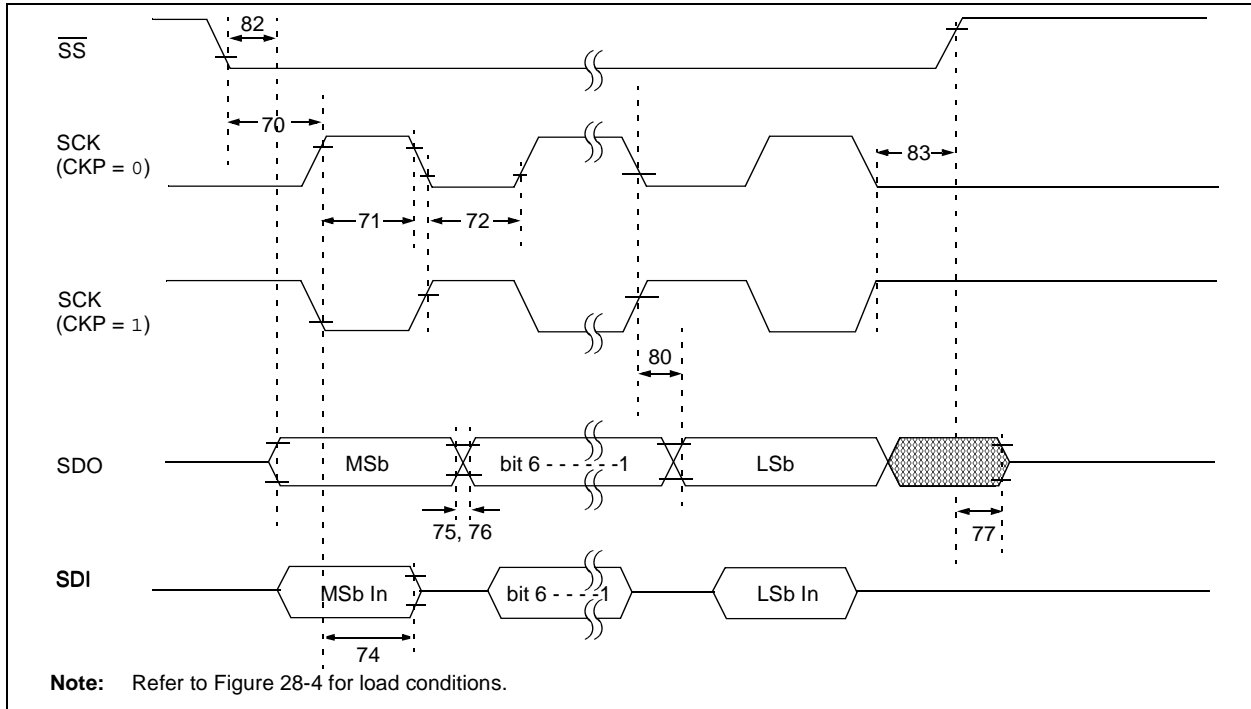 82
SS
70
SCK
(CKP = 0)
83
71
72
SCK
(CKP = 1)
80
SDO
MSb
bit 6 - - - - - -1
LSb
75, 76
77
SDI
MSb In
bit 6 - - - -1
LSb In
74
Note: Refer to Figure 28-4 for load conditions.